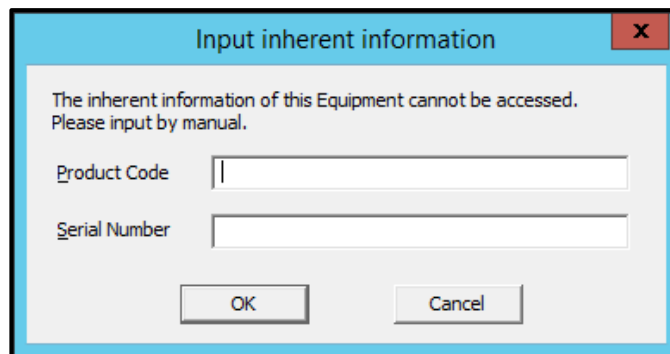 Input inherent information
x
The inherent information of this Equipment cannot be accessed.
Please input by manual.
Product Code
Serial Number
OK Cancel